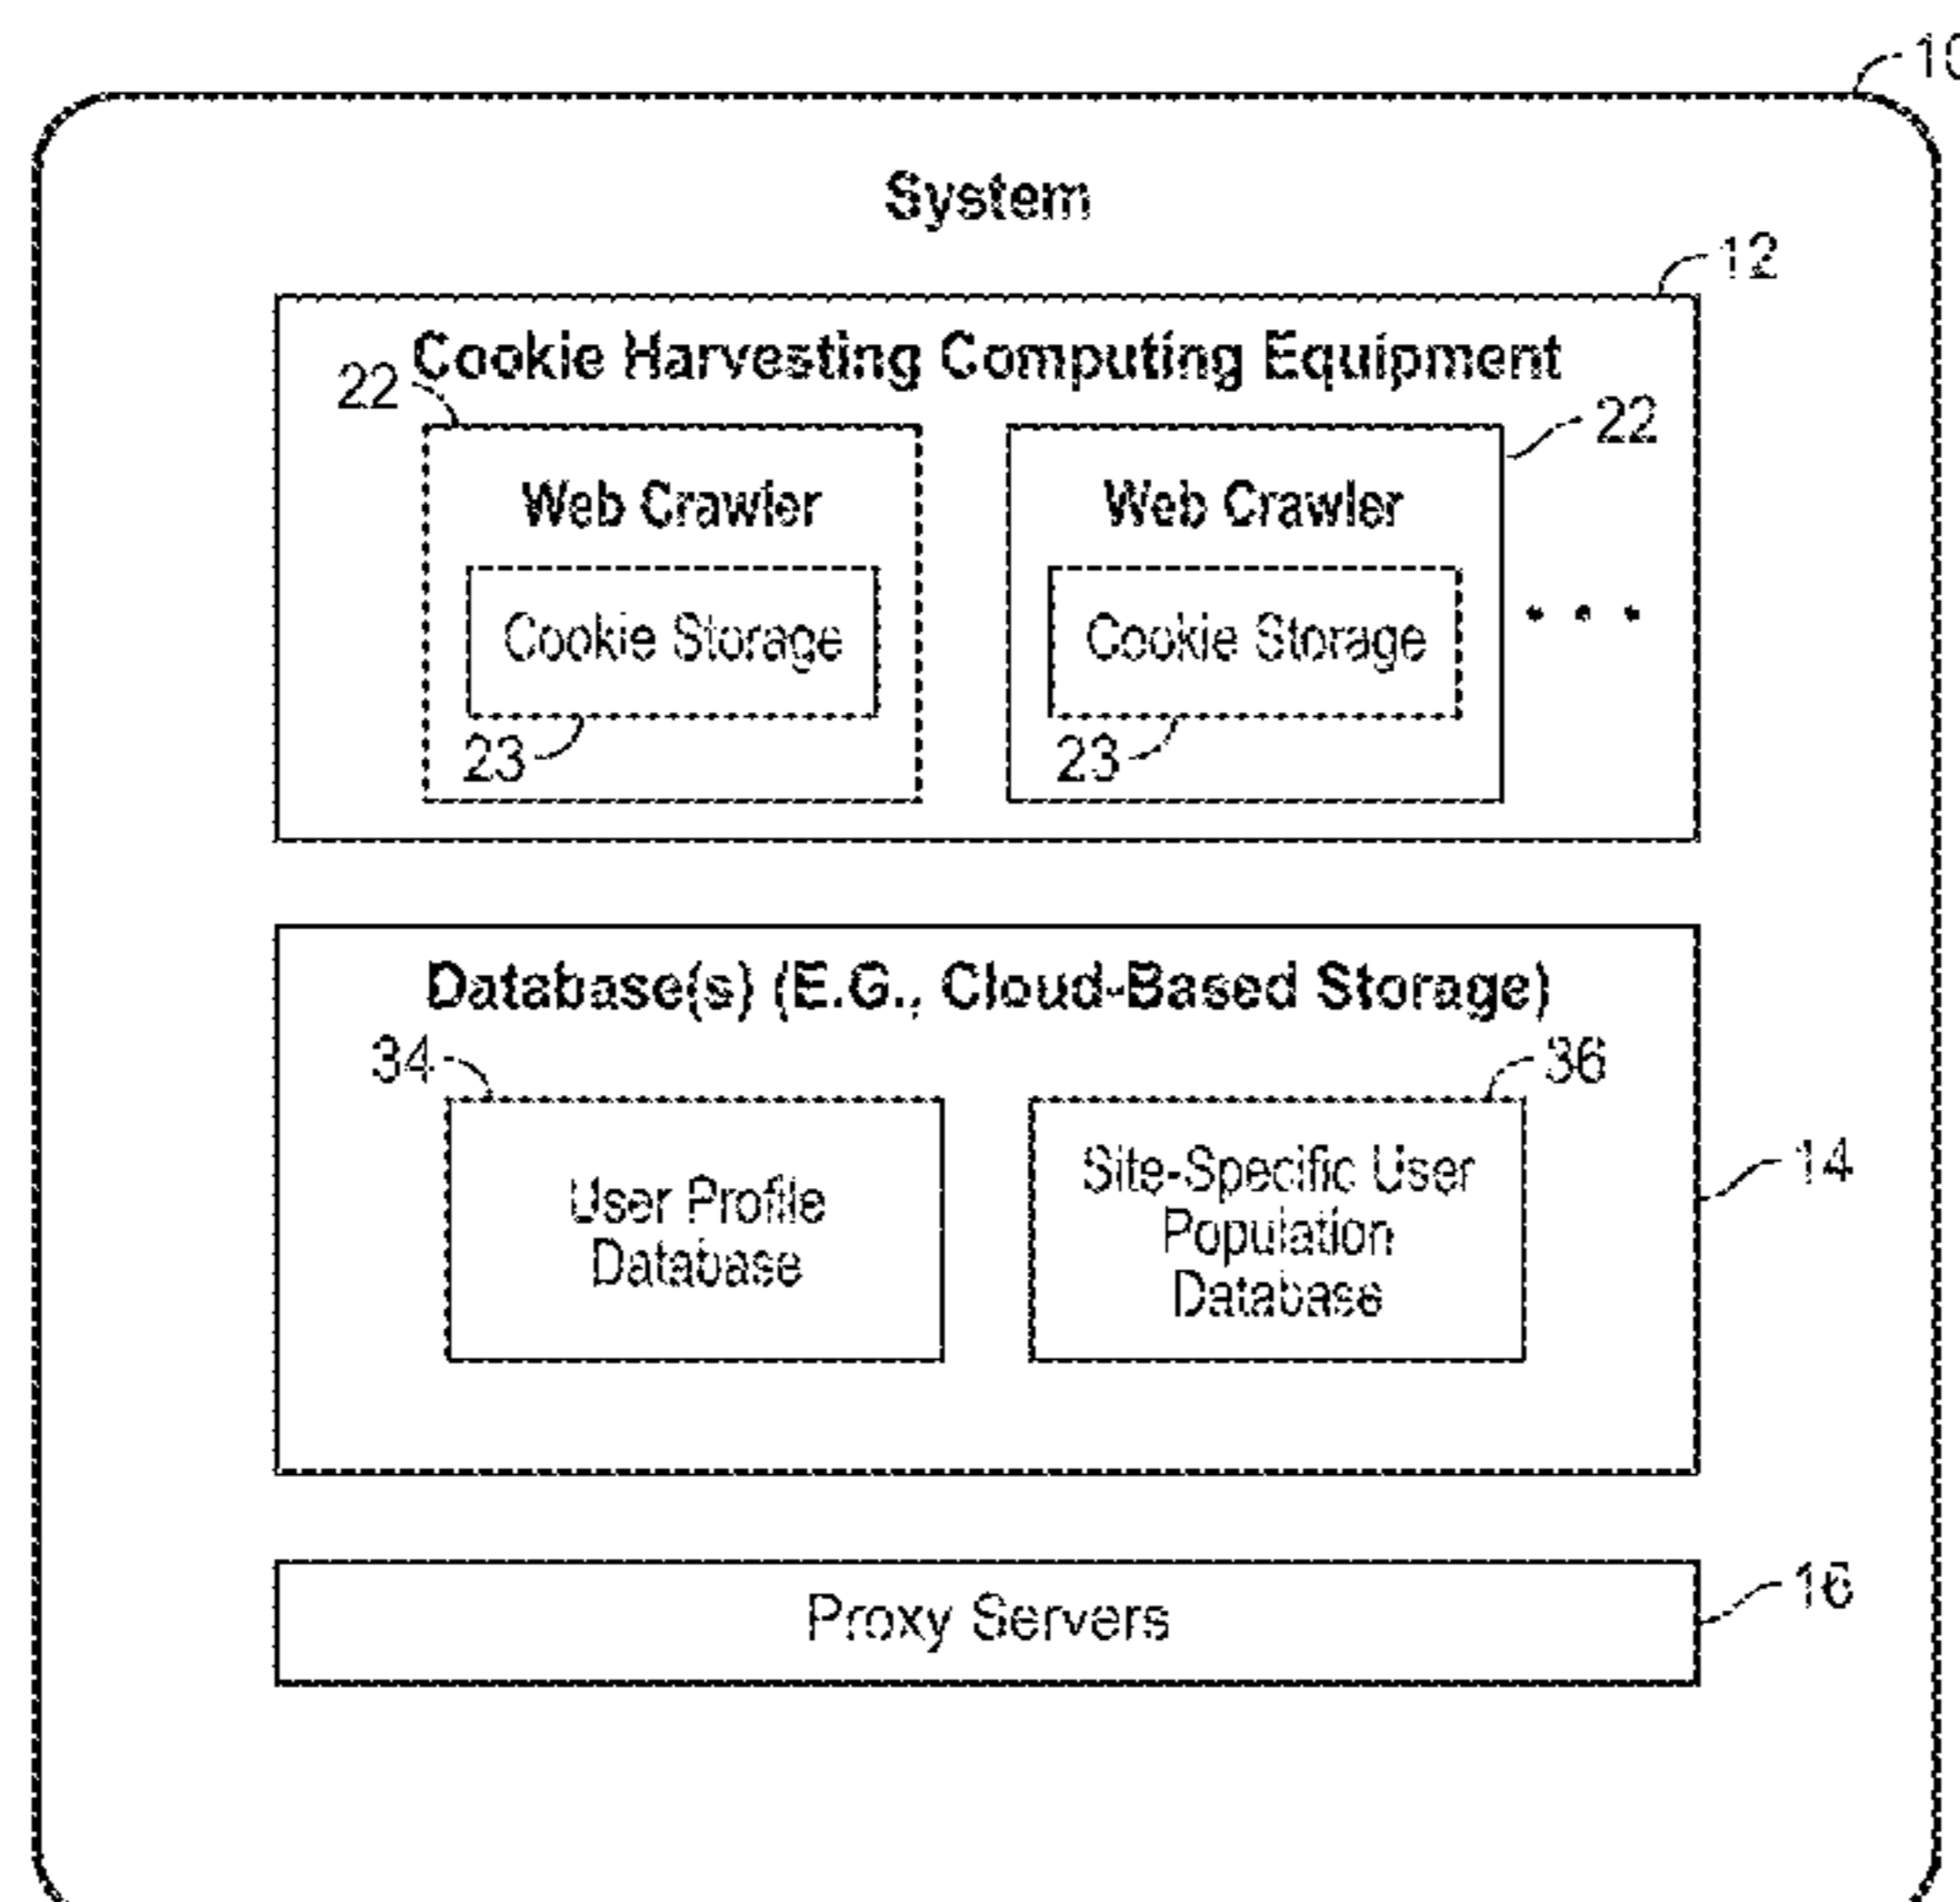 10
System
12
Cookie Harvesting Computing Equipment
22
22
Web Crawler
Web Crawler
Cookie Storage
Cookie Storage
23
23
Database(s) (E.G., Cloud-Based Storage)
34
36
User Profile
Database
Site-Specific User
Population
Database
14
Proxy Servers
16